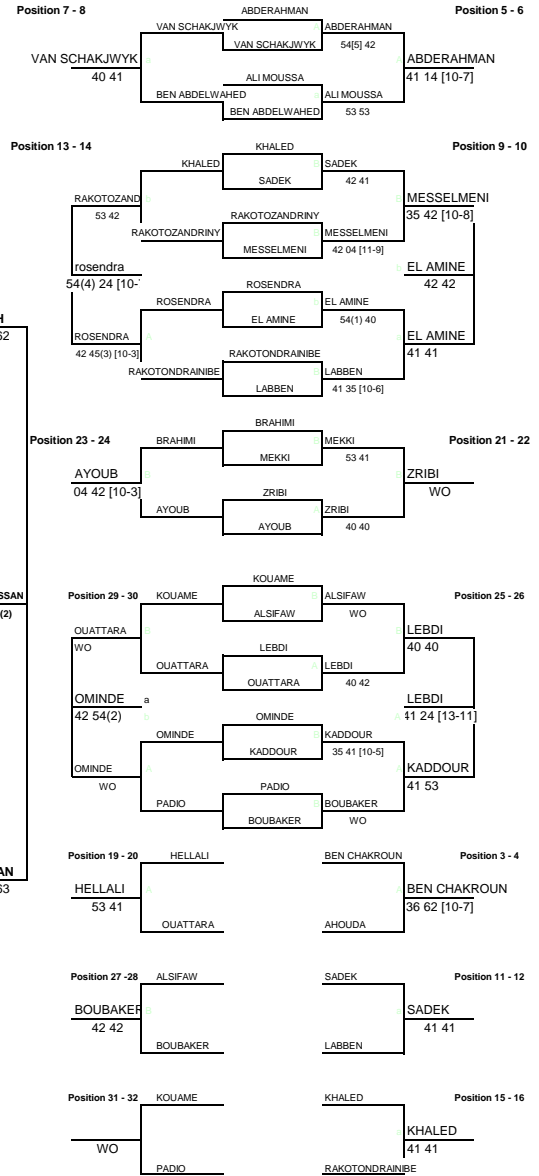 Position 7 - 8
ABDERAHMAN
Position 5 - 6
VAN SCHAKJWYK
ABDERAHMAN
VAN SCHAKJWYK
54[5] 42
VAN SCHAKJWYK
ABDERAHMAN
40 41
41 14 [10-7]
ALI MOUSSA
BEN ABDELWAHED
ALI MOUSSA
BEN ABDELWAHED
53 53
Position 13 - 14
KHALED
Position 9 - 10
KHALED
SADEK
SADEK
42 41
RAKOTOZAND
MESSELMENI
53 42
35 42 [10-8]
RAKOTOZANDRINY
RAKOTOZANDRINY
MESSELMENI
MESSELMENI
42 04 [11-9]
rosendra
EL AMINE
54(4) 24 [10-
42 42
ROSENDRA
ROSENDRA
EL AMINE
EL AMINE
54(1) 40
H
62
ROSENDRA
EL AMINE
42 45(3) [10-3]
41 41
RAKOTONDRAINIBE
RAKOTONDRAINIBE
LABBEN
LABBEN
41 35 [10-6]
BRAHIMI
Position 23 - 24
BRAHIMI
MEKKI
Position 21 - 22
MEKKI
53 41
AYOUB
ZRIBI
04 42 [10-3]
WO
ZRIBI
AYOUB
ZRIBI
AYOUB
40 40
KOUAME
SSAN
Position 29 - 30
KOUAME
ALSIFAW
Position 25 - 26
(2)
ALSIFAW
WO
OUATTARA
LEBDI
WO
40 40
LEBDI
OUATTARA
LEBDI
OUATTARA
40 42
OMINDE
a
LEBDI
42 54(2)
b
41 24 [13-11]
OMINDE
OMINDE
KADDOUR
KADDOUR
35 41 [10-5]
OMINDE
KADDOUR
WO
41 53
PADIO
PADIO
BOUBAKER
BOUBAKER
WO
Position 19 - 20
HELLALI
BEN CHAKROUN
Position 3 - 4
AN
HELLALI
BEN CHAKROUN
63
53 41
36 62 [10-7]
OUATTARA
AHOUDA
Position 27 -28
ALSIFAW
SADEK
Position 11 - 12
BOUBAKER
SADEK
42 42
41 41
BOUBAKER
LABBEN
Position 31 - 32
KOUAME
KHALED
Position 15 - 16
KHALED
WO
41 41
PADIO
RAKOTONDRAINIBE